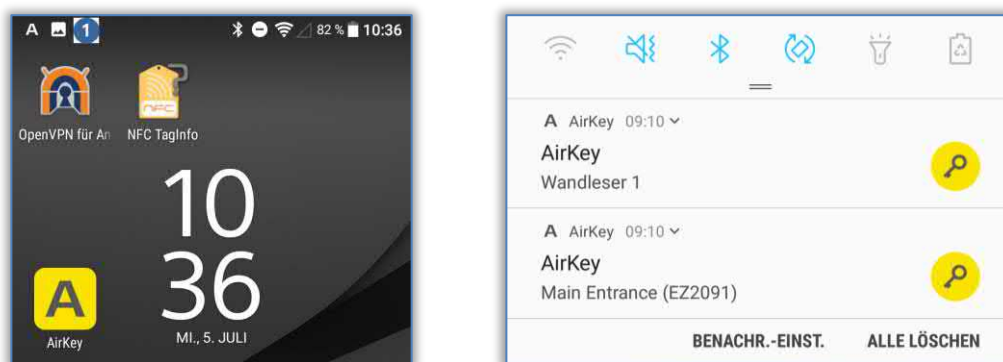 A 1 82 % 10:36
NFC
OpenVPN für An NFC TagInfo
10
36
MI., 5. JULI
A
AirKey
A AirKey 09:10
AirKey
Wandleser 1
A AirKey 09:10
AirKey
Main Entrance (EZ2091)
BENACHR.-EINST. ALLE LÖSCHEN